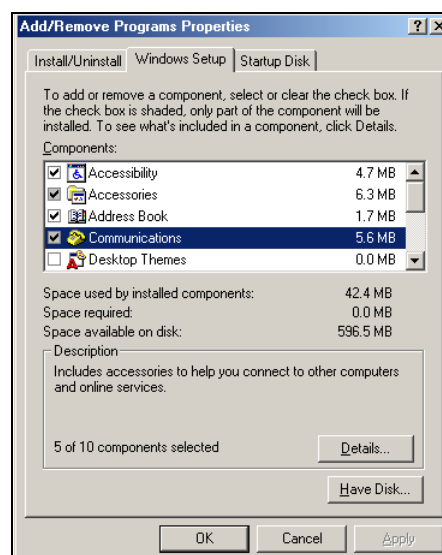 Add/Remove Programs Properties
Install/Uninstall Windows Setup Startup Disk
To add or remove a component, select or clear the check box. If
the check box is shaded, only part of the component will be
installed. To see what's included in a component, click Details.
Components:
Accessibility 4.7 MB
Accessories 6.3 MB
Address Book 1.7 MB
Communications 5.6 MB
Desktop Themes 0.0 MB
Space used by installed components: 42.4 MB
Space required: 0.0 MB
Space available on disk: 596.5 MB
Description
Includes accessories to help you connect to other computers
and online services.
5 of 10 components selected Details...
Have Disk...
OK Cancel Apply